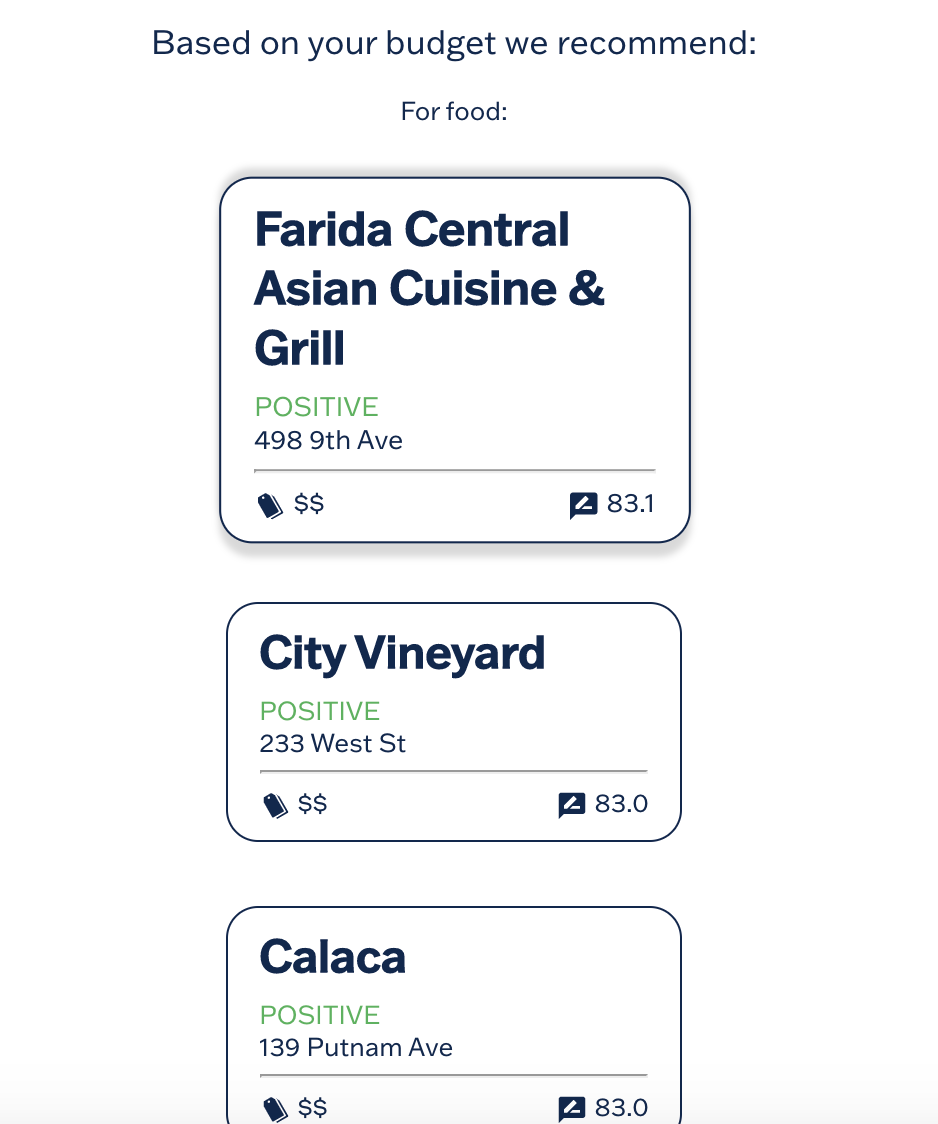 Based on your budget we recommend:
For food:
Farida Central
Asian Cuisine &
Grill
POSITIVE
498 9th Ave
$$ 83.1
City Vineyard
POSITIVE
233 West St
$$ 83.0
Calaca
POSITIVE
139 Putnam Ave
$$ 83.0